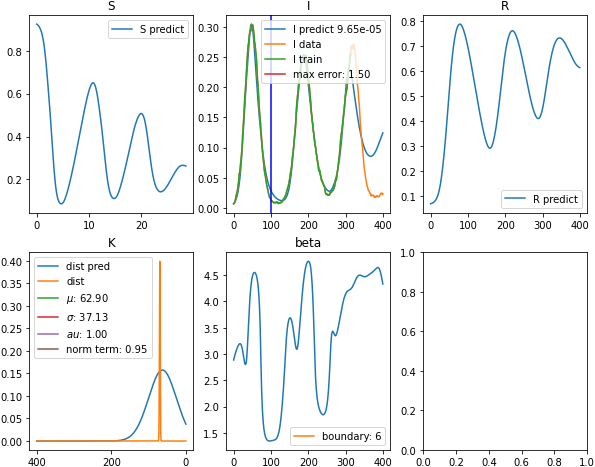 S
I
R
S predict
I predict 9.65e-05
I data
I train
max error: 1.50
R predict
0.8
0.6
0.4
0.2
0 10 20
0.30
0.25
0.20
0.15
0.10
0.05
0.00
0 100 200 300 400
0.8
0.7
0.6
0.5
0.4
0.3
0.2
0.1
0 100 200 300 400
K
beta
dist pred
dist
μ: 62.90
σ: 37.13
au: 1.00
norm term: 0.95
boundary: 6
0.40
0.35
0.30
0.25
0.20
0.15
0.10
0.05
0.00
400 200 0
4.5
4.0
3.5
3.0
2.5
2.0
1.5
0 100 200 300 400
1.0
0.8
0.6
0.4
0.2
0.0
0.0 0.2 0.4 0.6 0.8 1.0